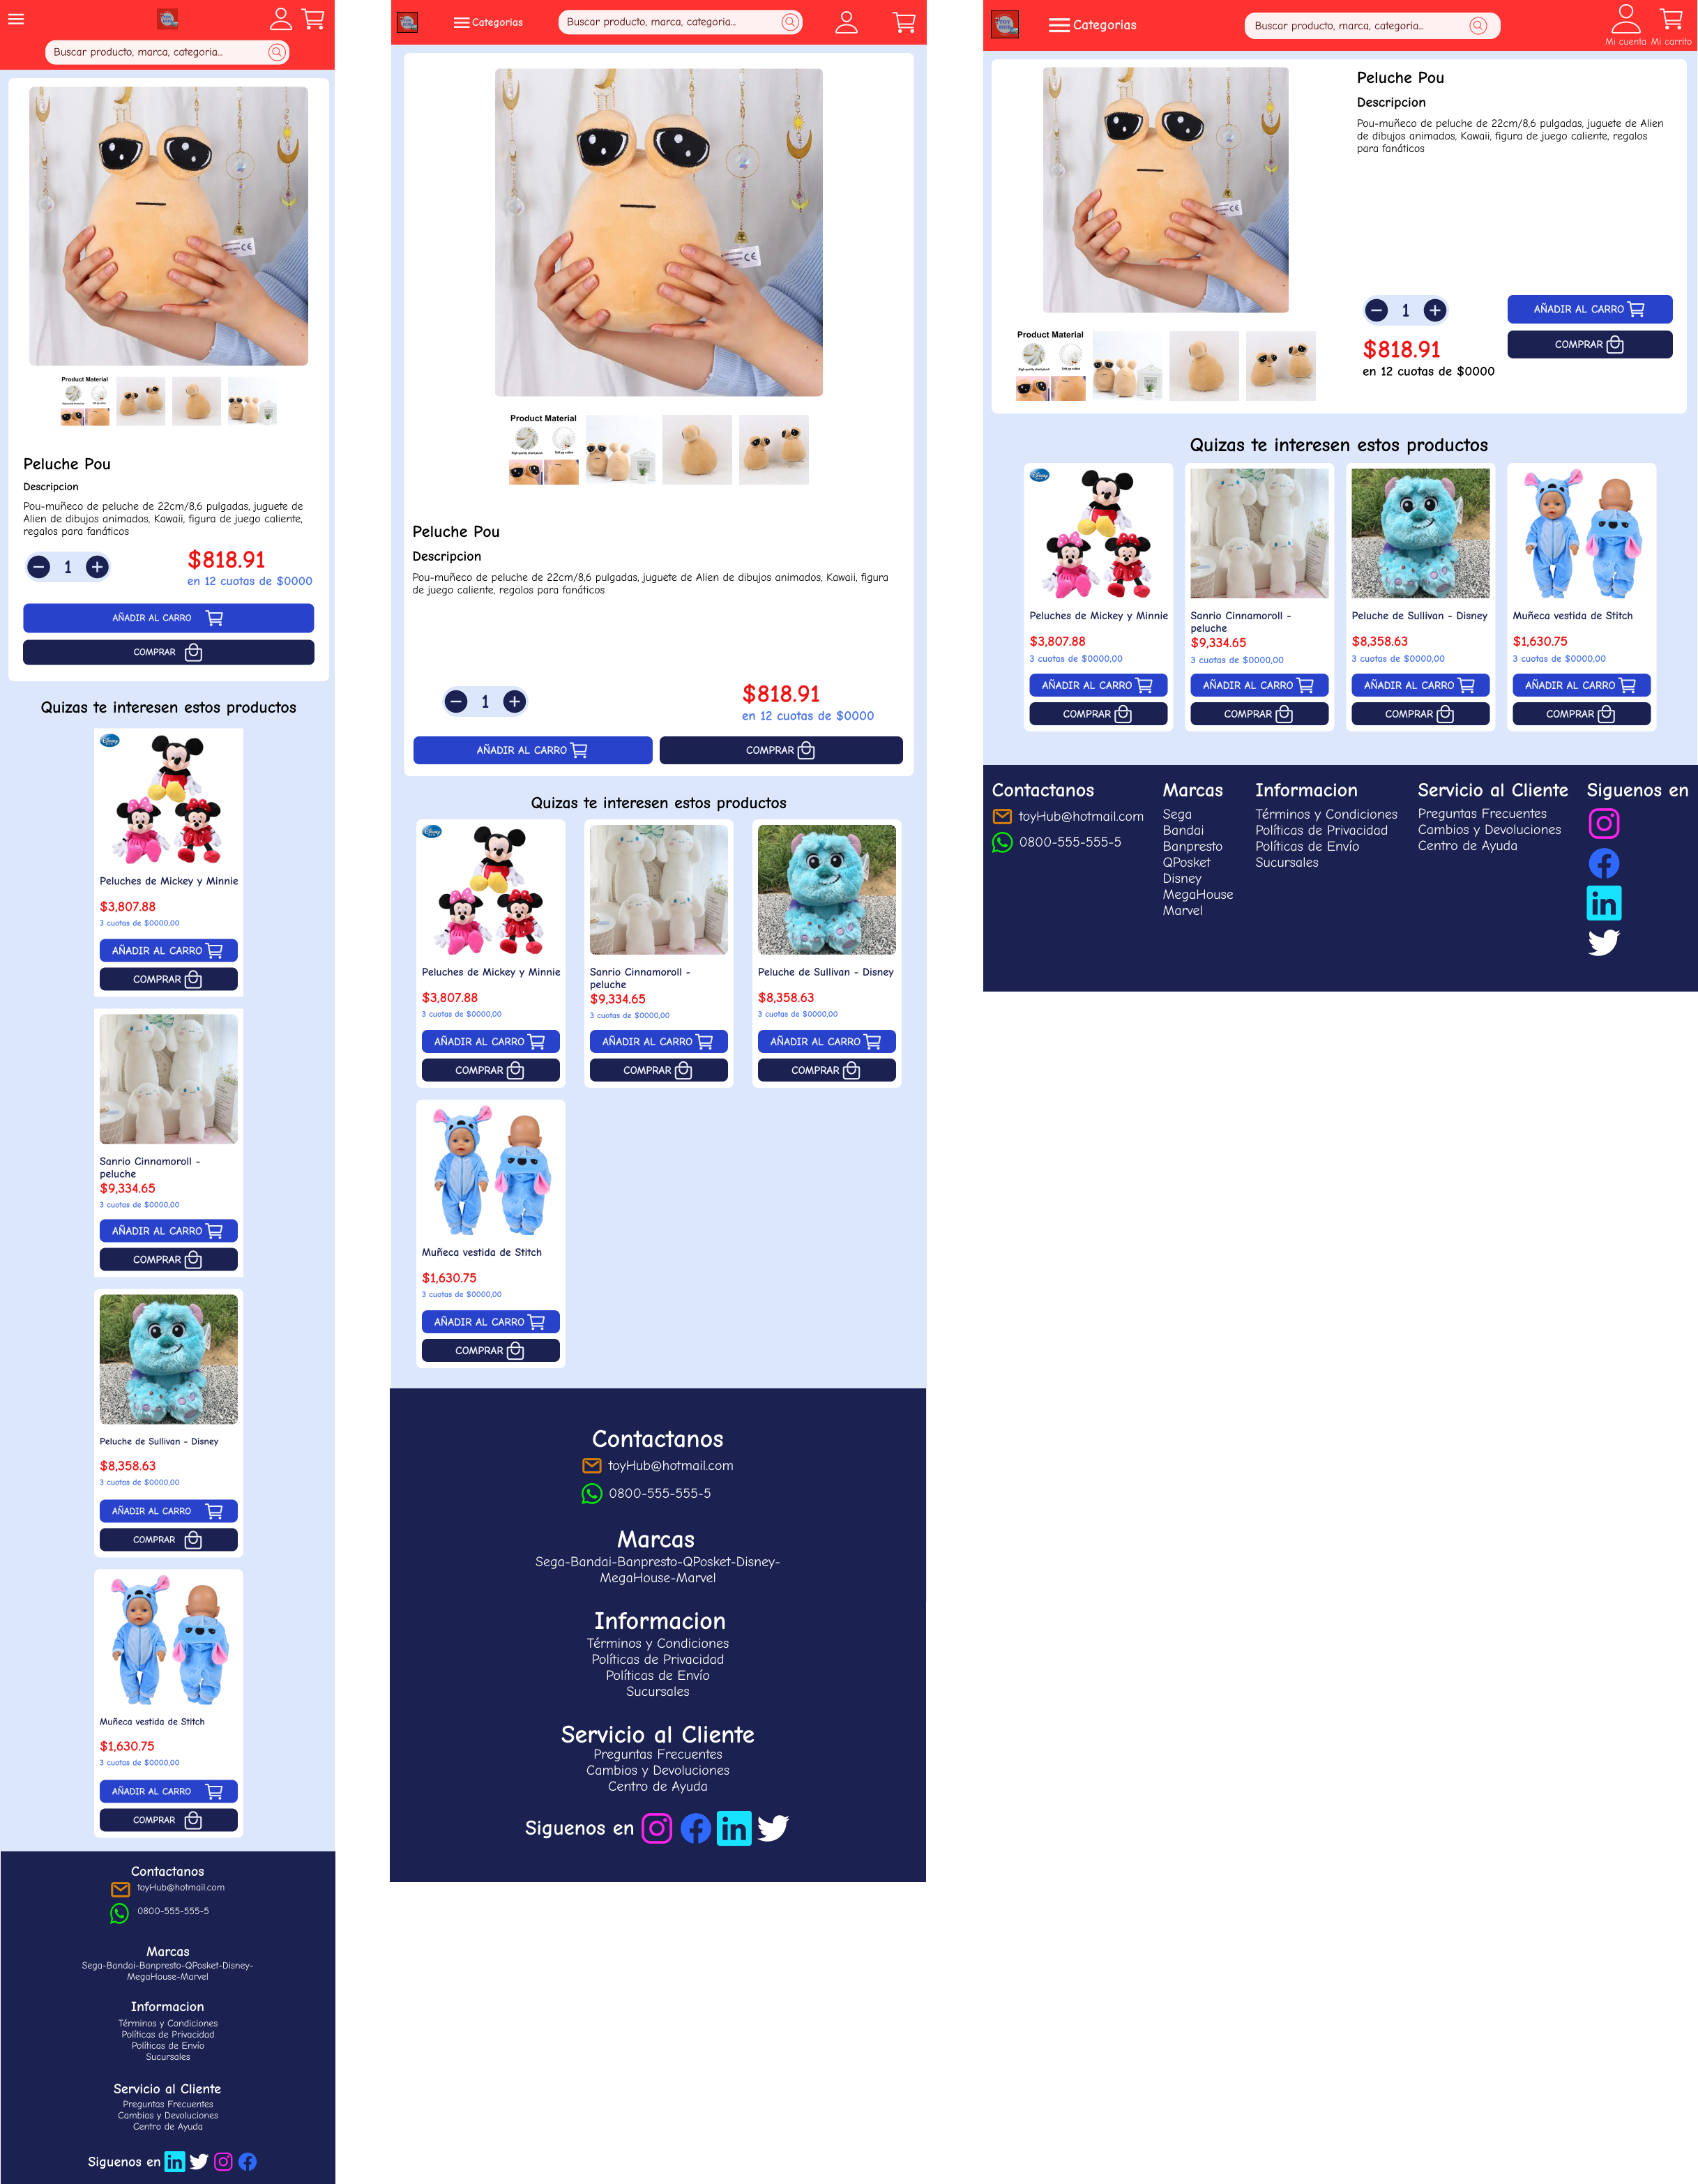 Buscar producto, marca, categoria...
Product Material
Peluche Pou
Descripcion
Pou-muñeco de peluche de 22cm/8,6 pulgadas, juguete de
Alien de dibujos animados, Kawaii, figura de juego caliente,
regalos para fanáticos
1
$818.91
en 12 cuotas de $0000
AÑADIR AL CARRO
COMPRAR
Quizas te interesen estos productos
Disney
Peluches de Mickey y Minnie
$3,807.88
3 cuotas de $0000,00
AÑADIR AL CARRO
COMPRAR
Sanrio Cinnamoroll -
peluche
$9,334.65
3 cuotas de $0000,00
AÑADIR AL CARRO
COMPRAR
Peluche de Sullivan - Disney
$8,358.63
3 cuotas de $0000,00
AÑADIR AL CARRO
COMPRAR
Muñeca vestida de Stitch
$1,630.75
3 cuotas de $0000,00
AÑADIR AL CARRO
COMPRAR
Contactanos
toyHub@hotmail.com
0800-555-555-5
Marcas
Sega-Bandai-Banpresto-QPosket-Disney-
MegaHouse-Marvel
Informacion
Términos y Condiciones
Políticas de Privacidad
Políticas de Envío
Sucursales
Servicio al Cliente
Preguntas Frecuentes
Cambios y Devoluciones
Centro de Ayuda
Siguenos en
Categorias
Buscar producto, marca, categoria...
CE
Product Material
High quality short plush
Soft pp cotton
Peluche Pou
Descripcion
Pou-muñeco de peluche de 22cm/8,6 pulgadas, juguete de Alien de dibujos animados, Kawaii, figura
de juego caliente, regalos para fanáticos
1
$818.91
en 12 cuotas de $0000
AÑADIR AL CARRO
COMPRAR
Quizas te interesen estos productos
Disney
Peluches de Mickey y Minnie
$3,807.88
3 cuotas de $0000,00
AÑADIR AL CARRO
COMPRAR
Sanrio Cinnamoroll -
peluche
$9,334.65
3 cuotas de $0000,00
AÑADIR AL CARRO
COMPRAR
Peluche de Sullivan - Disney
$8,358.63
3 cuotas de $0000,00
AÑADIR AL CARRO
COMPRAR
Muñeca vestida de Stitch
$1,630.75
3 cuotas de $0000,00
AÑADIR AL CARRO
COMPRAR
Contactanos
toyHub@hotmail.com
0800-555-555-5
Marcas
Sega-Bandai-Banpresto-QPosket-Disney-
MegaHouse-Marvel
Informacion
Términos y Condiciones
Políticas de Privacidad
Políticas de Envío
Sucursales
Servicio al Cliente
Preguntas Frecuentes
Cambios y Devoluciones
Centro de Ayuda
Siguenos en
Categorias
Buscar producto, marca, categoria...
Mi cuenta
Mi carrito
CE
Product Material
High quality short plush
Soft pp cotton
Peluche Pou
Descripcion
Pou-muñeco de peluche de 22cm/8,6 pulgadas, juguete de Alien
de dibujos animados, Kawaii, figura de juego caliente, regalos
para fanáticos
1
AÑADIR AL CARRO
COMPRAR
$818.91
en 12 cuotas de $0000
Quizas te interesen estos productos
Disney
Peluches de Mickey y Minnie
$3,807.88
3 cuotas de $0000,00
AÑADIR AL CARRO
COMPRAR
Sanrio Cinnamoroll -
peluche
$9,334.65
3 cuotas de $0000,00
AÑADIR AL CARRO
COMPRAR
Peluche de Sullivan - Disney
$8,358.63
3 cuotas de $0000,00
AÑADIR AL CARRO
COMPRAR
Muñeca vestida de Stitch
$1,630.75
3 cuotas de $0000,00
AÑADIR AL CARRO
COMPRAR
Contactanos
toyHub@hotmail.com
0800-555-555-5
Marcas
Sega
Bandai
Banpresto
QPosket
Disney
MegaHouse
Marvel
Informacion
Términos y Condiciones
Políticas de Privacidad
Políticas de Envío
Sucursales
Servicio al Cliente
Preguntas Frecuentes
Cambios y Devoluciones
Centro de Ayuda
Siguenos en